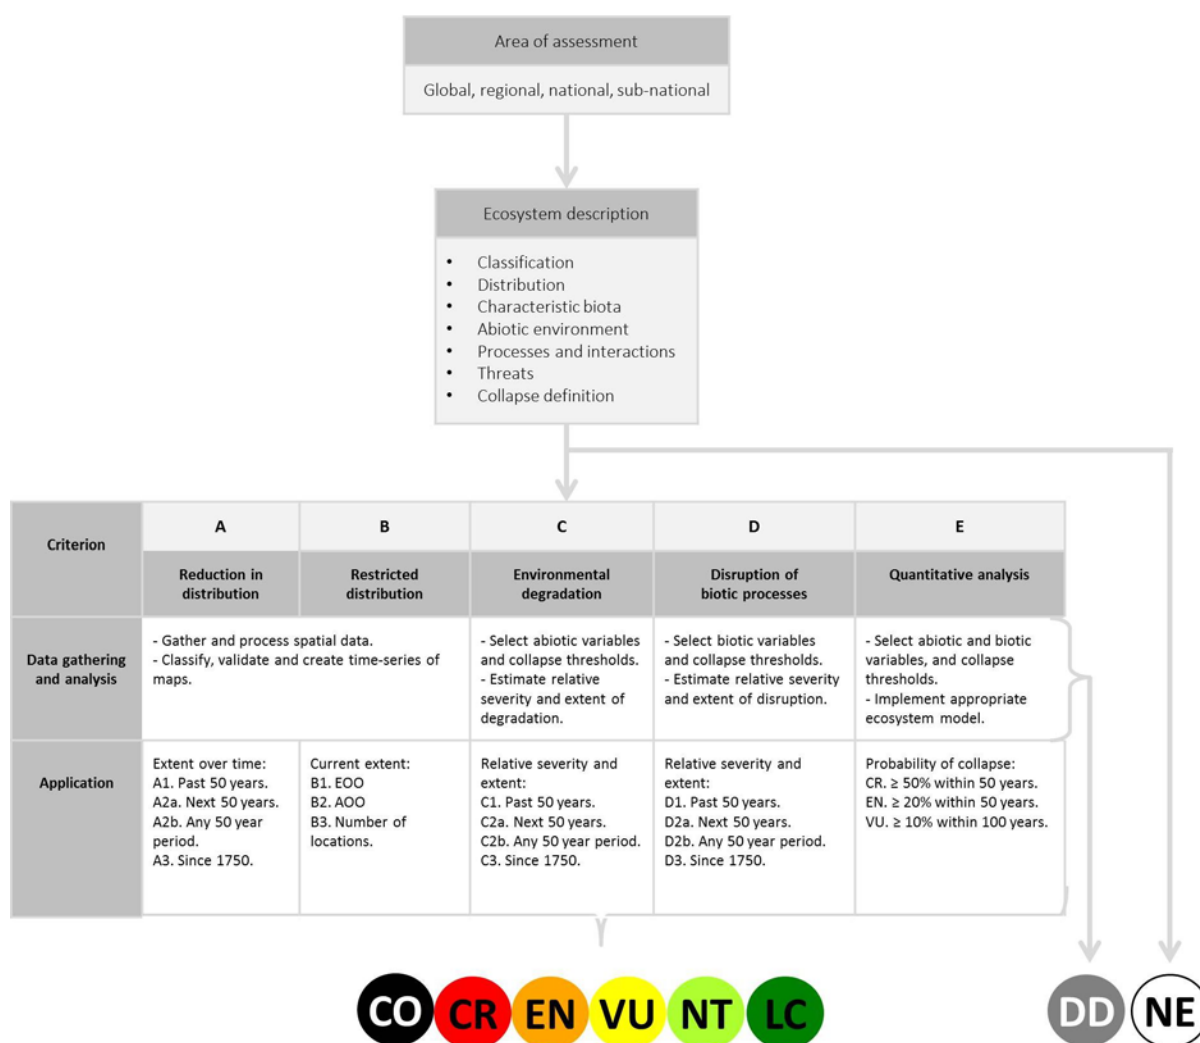 Area of assessment
Global, regional, national, sub-national
Ecosystem description
• Classification
• Distribution
• Characteristic biota
• Abiotic environment
• Processes and interactions
• Threats
• Collapse definition
Criterion
A
B
C
D
E
Reduction in
distribution
Restricted
distribution
Environmental
degradation
Disruption of
biotic processes
Quantitative analysis
Data gathering
and analysis
- Gather and process spatial data.
- Classify, validate and create time-series of
maps.
- Select abiotic variables
and collapse thresholds.
- Estimate relative
severity and extent of
degradation.
- Select biotic variables
and collapse thresholds.
- Estimate relative severity
and extent of disruption.
- Select abiotic and biotic
variables, and collapse
thresholds.
- Implement appropriate
ecosystem model.
Application
Extent over time:
A1. Past 50 years.
A2a. Next 50 years.
A2b. Any 50 year
period.
A3. Since 1750.
Current extent:
B1. EOO
B2. AOO
B3. Number of
locations.
Relative severity and
extent:
C1. Past 50 years.
C2a. Next 50 years.
C2b. Any 50 year period.
C3. Since 1750.
Relative severity and
extent:
D1. Past 50 years.
D2a. Next 50 years.
D2b. Any 50 year period.
D3. Since 1750.
Probability of collapse:
CR. ≥ 50% within 50 years.
EN. ≥ 20% within 50 years.
VU. ≥ 10% within 100 years.
CO CR EN VU NT LC DD NE